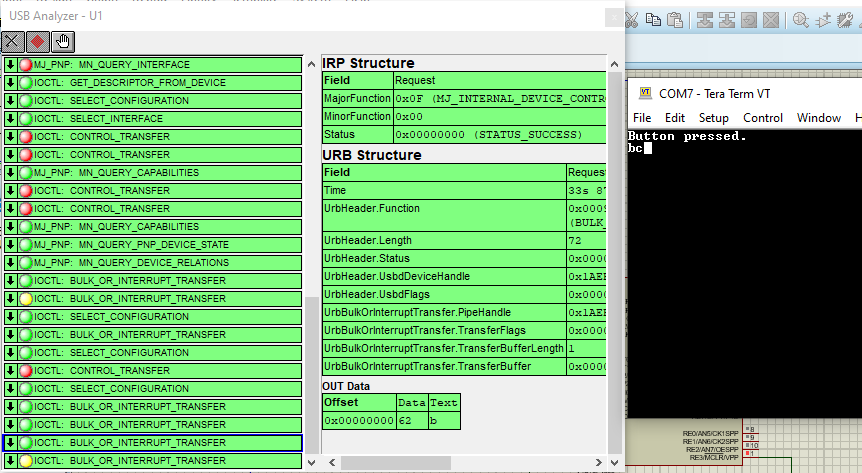 USB Analyzer - U1
MJ_PNP: MN_QUERY_INTERFACE
IOCTL: GET_DESCRIPTOR_FROM_DEVICE
IOCTL: SELECT_CONFIGURATION
IOCTL: SELECT_INTERFACE
IOCTL: CONTROL_TRANSFER
IOCTL: CONTROL_TRANSFER
MJ_PNP: MN_QUERY_CAPABILITIES
IOCTL: CONTROL_TRANSFER
IOCTL: CONTROL_TRANSFER
MJ_PNP: MN_QUERY_CAPABILITIES
MJ_PNP: MN_QUERY_PNP_DEVICE_STATE
MJ_PNP: MN_QUERY_DEVICE_RELATIONS
IOCTL: BULK_OR_INTERRUPT_TRANSFER
IOCTL: BULK_OR_INTERRUPT_TRANSFER
IOCTL: SELECT_CONFIGURATION
IOCTL: BULK_OR_INTERRUPT_TRANSFER
IOCTL: SELECT_CONFIGURATION
IOCTL: CONTROL_TRANSFER
IOCTL: SELECT_CONFIGURATION
IOCTL: BULK_OR_INTERRUPT_TRANSFER
IOCTL: BULK_OR_INTERRUPT_TRANSFER
IOCTL: BULK_OR_INTERRUPT_TRANSFER
IOCTL: BULK_OR_INTERRUPT_TRANSFER
IRP Structure
Field Request
MajorFunction 0x0F (MJ_INTERNAL_DEVICE_CONTR
MinorFunction 0x00
Status 0x00000000 (STATUS_SUCCESS)
URB Structure
Field Reques
Time 33s 87
UrbHeader.Function 0x0009
(BULK_
UrbHeader.Length 72
UrbHeader.Status 0x0000
UrbHeader.UsbdDeviceHandle 0x1AEE
UrbHeader.UsbdFlags 0x0000
UrbBulkOrInterruptTransfer.PipeHandle 0x1AEE
UrbBulkOrInterruptTransfer.TransferFlags 0x0000
UrbBulkOrInterruptTransfer.TransferBufferLength 1
UrbBulkOrInterruptTransfer.TransferBuffer 0x0000
OUT Data
Offset Data Text
0x00000000 62 b
COM7 - Tera Term VT
File Edit Setup Control Window H
Button pressed.
bc
RE0/AN5/CK1SPP 8
RE1/AN6/CK2SPP 9
RE2/AN7/OESPP 10
RE3/MCLR/VPP 1